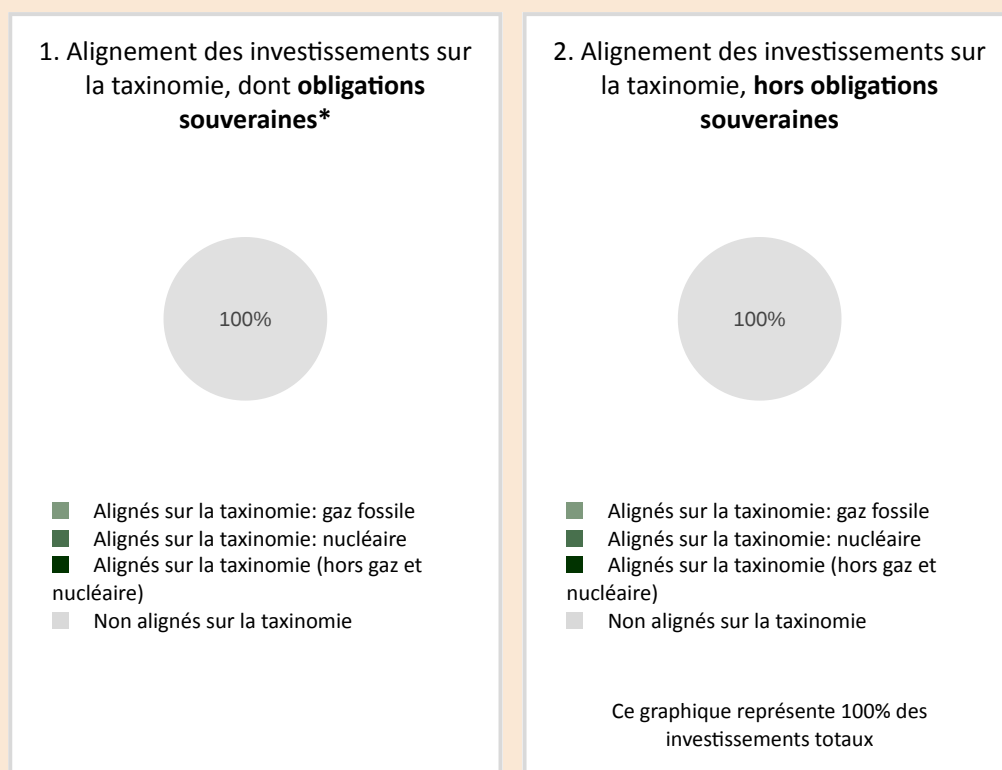 1. Alignement des investissements sur
la taxinomie, dont obligations
souveraines*
100%
Alignés sur la taxinomie: gaz fossile
Alignés sur la taxinomie: nucléaire
Alignés sur la taxinomie (hors gaz et
nucléaire)
Non alignés sur la taxinomie
2. Alignement des investissements sur
la taxinomie, hors obligations
souveraines
100%
Alignés sur la taxinomie: gaz fossile
Alignés sur la taxinomie: nucléaire
Alignés sur la taxinomie (hors gaz et
nucléaire)
Non alignés sur la taxinomie
Ce graphique représente 100% des
investissements totaux